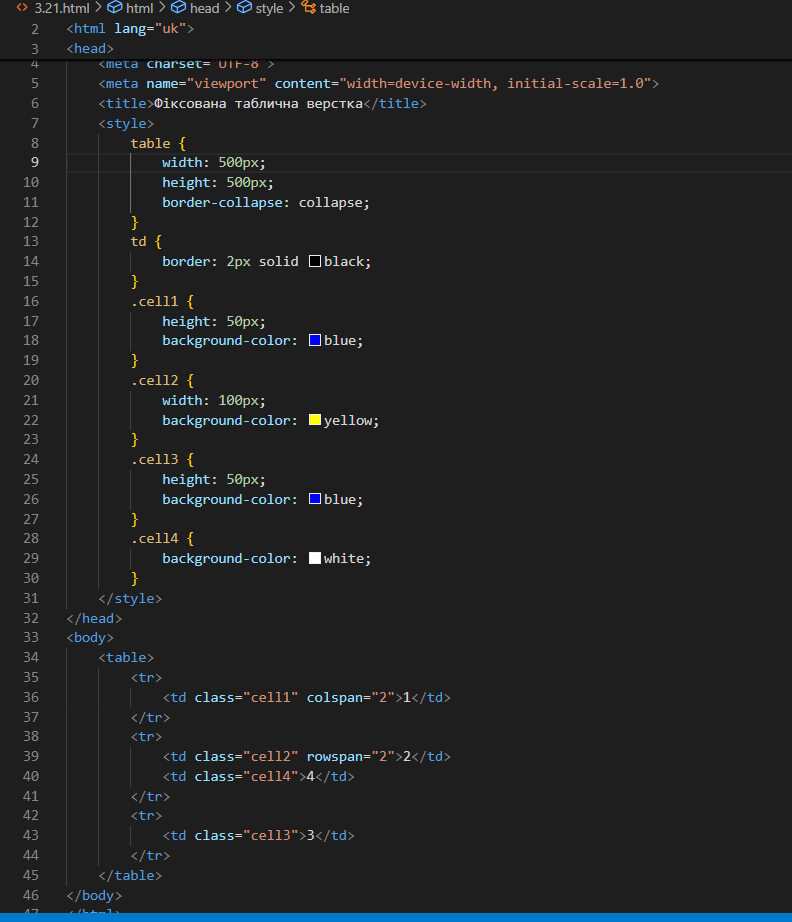 3.21.html > html > head > style > table
2 <html lang="uk">
3 <head>
4 <meta charset="UTF-8">
5 <meta name="viewport" content="width=device-width, initial-scale=1.0">
6 <title>Фіксована таблична верстка</title>
7 <style>
8 table {
9 width: 500px;
10 height: 500px;
11 border-collapse: collapse;
12 }
13 td {
14 border: 2px solid black;
15 }
16 .cell1 {
17 height: 50px;
18 background-color: blue;
19 }
20 .cell2 {
21 width: 100px;
22 background-color: yellow;
23 }
24 .cell3 {
25 height: 50px;
26 background-color: blue;
27 }
28 .cell4 {
29 background-color: white;
30 }
31 </style>
32 </head>
33 <body>
34 <table>
35 <tr>
36 <td class="cell1" colspan="2">1</td>
37 </tr>
38 <tr>
39 <td class="cell2" rowspan="2">2</td>
40 <td class="cell4">4</td>
41 </tr>
42 <tr>
43 <td class="cell3">3</td>
44 </tr>
45 </table>
46 </body>
47 </html>